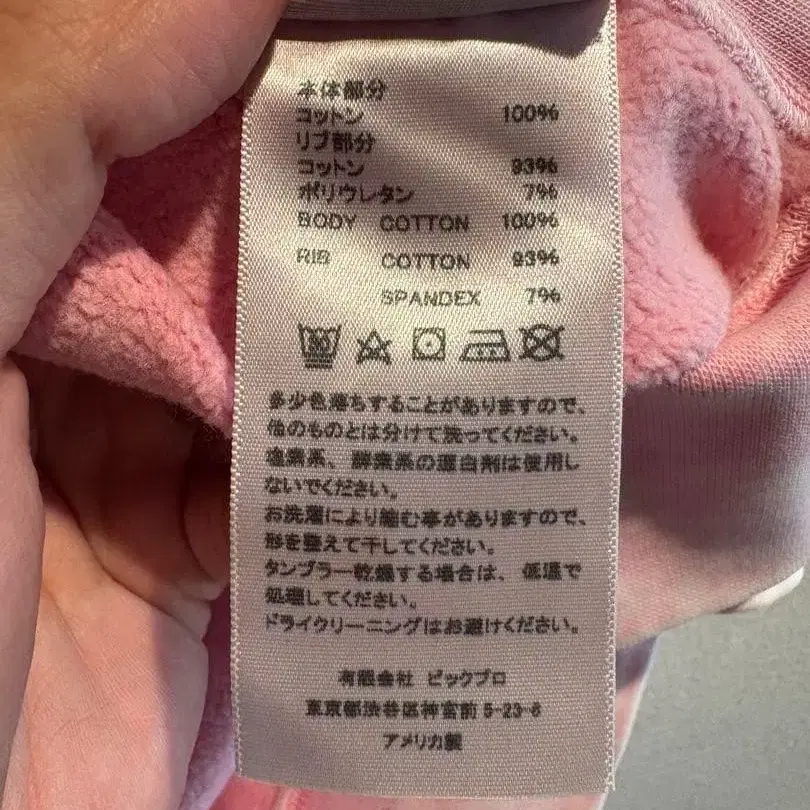 本体部分
コットン 100%
リブ部分
コットン 93%
ポリウレタン 7%
BODY COTTON 100%
RIB COTTON 93%
SPANDEX 7%
30
多少色落ちすることがありますので、
他のものとは分けて洗ってください。
塩素系、酵素系の漂白剤は使用し
ないでください。
お洗濯により縮む事がありますので、
形を整えて干してください。
タンブラー乾燥する場合は、低温で
処理してください。
ドライクリーニングはお避けください。
有限会社 ビックプロ
東京都渋谷区神宮前 5-23-6
アメリカ製